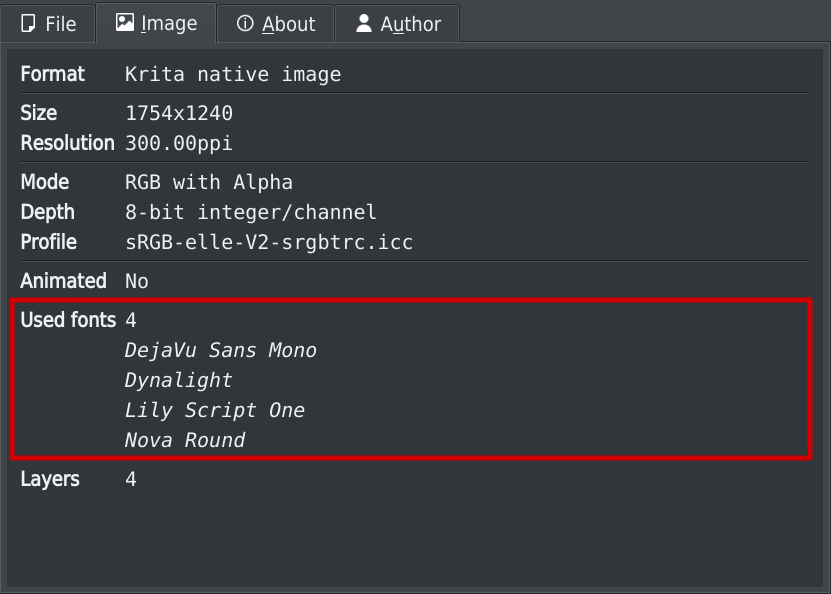 File Image About Author
Format Krita native image
Size 1754x1240
Resolution 300.00ppi
Mode RGB with Alpha
Depth 8-bit integer/channel
Profile sRGB-elle-V2-srgbtrc.icc
Animated No
Used fonts 4
DejaVu Sans Mono
Dynalight
Lily Script One
Nova Round
Layers 4